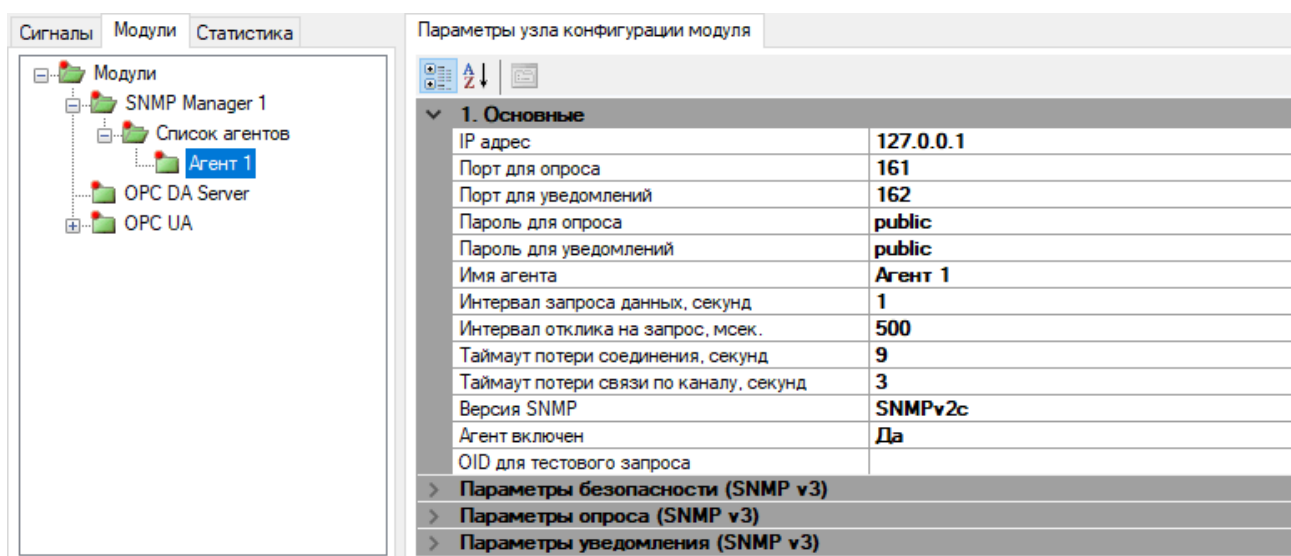 Сигналы Модули Статистика
Модули
SNMP Manager 1
Список агентов
Агент 1
OPC DA Server
OPC UA
Параметры узла конфигурации модуля
1. Основные
IP адрес 127.0.0.1
Порт для опроса 161
Порт для уведомлений 162
Пароль для опроса public
Пароль для уведомлений public
Имя агента Агент 1
Интервал запроса данных, секунд 1
Интервал отклика на запрос, мсек. 500
Таймаут потери соединения, секунд 9
Таймаут потери связи по каналу, секунд 3
Версия SNMP SNMPv2c
Агент включен Да
OID для тестового запроса
Параметры безопасности (SNMP v3)
Параметры опроса (SNMP v3)
Параметры уведомления (SNMP v3)